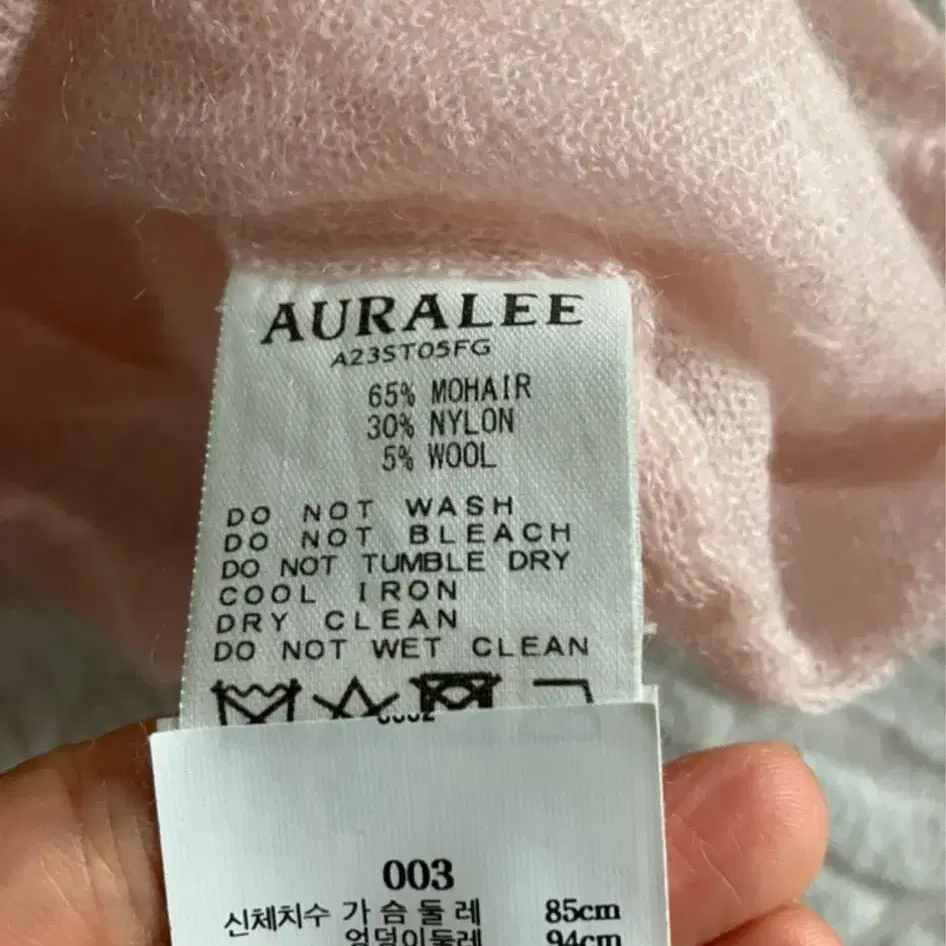 AURALEE
A23ST05FG
65% MOHAIR
30% NYLON
5% WOOL
DO NOT WASH
DO NOT BLEACH
DO NOT TUMBLE DRY
COOL IRON
DRY CLEAN
DO NOT WET CLEAN
003
신체치수 가슴둘레 85cm
엉덩이둘레 94cm